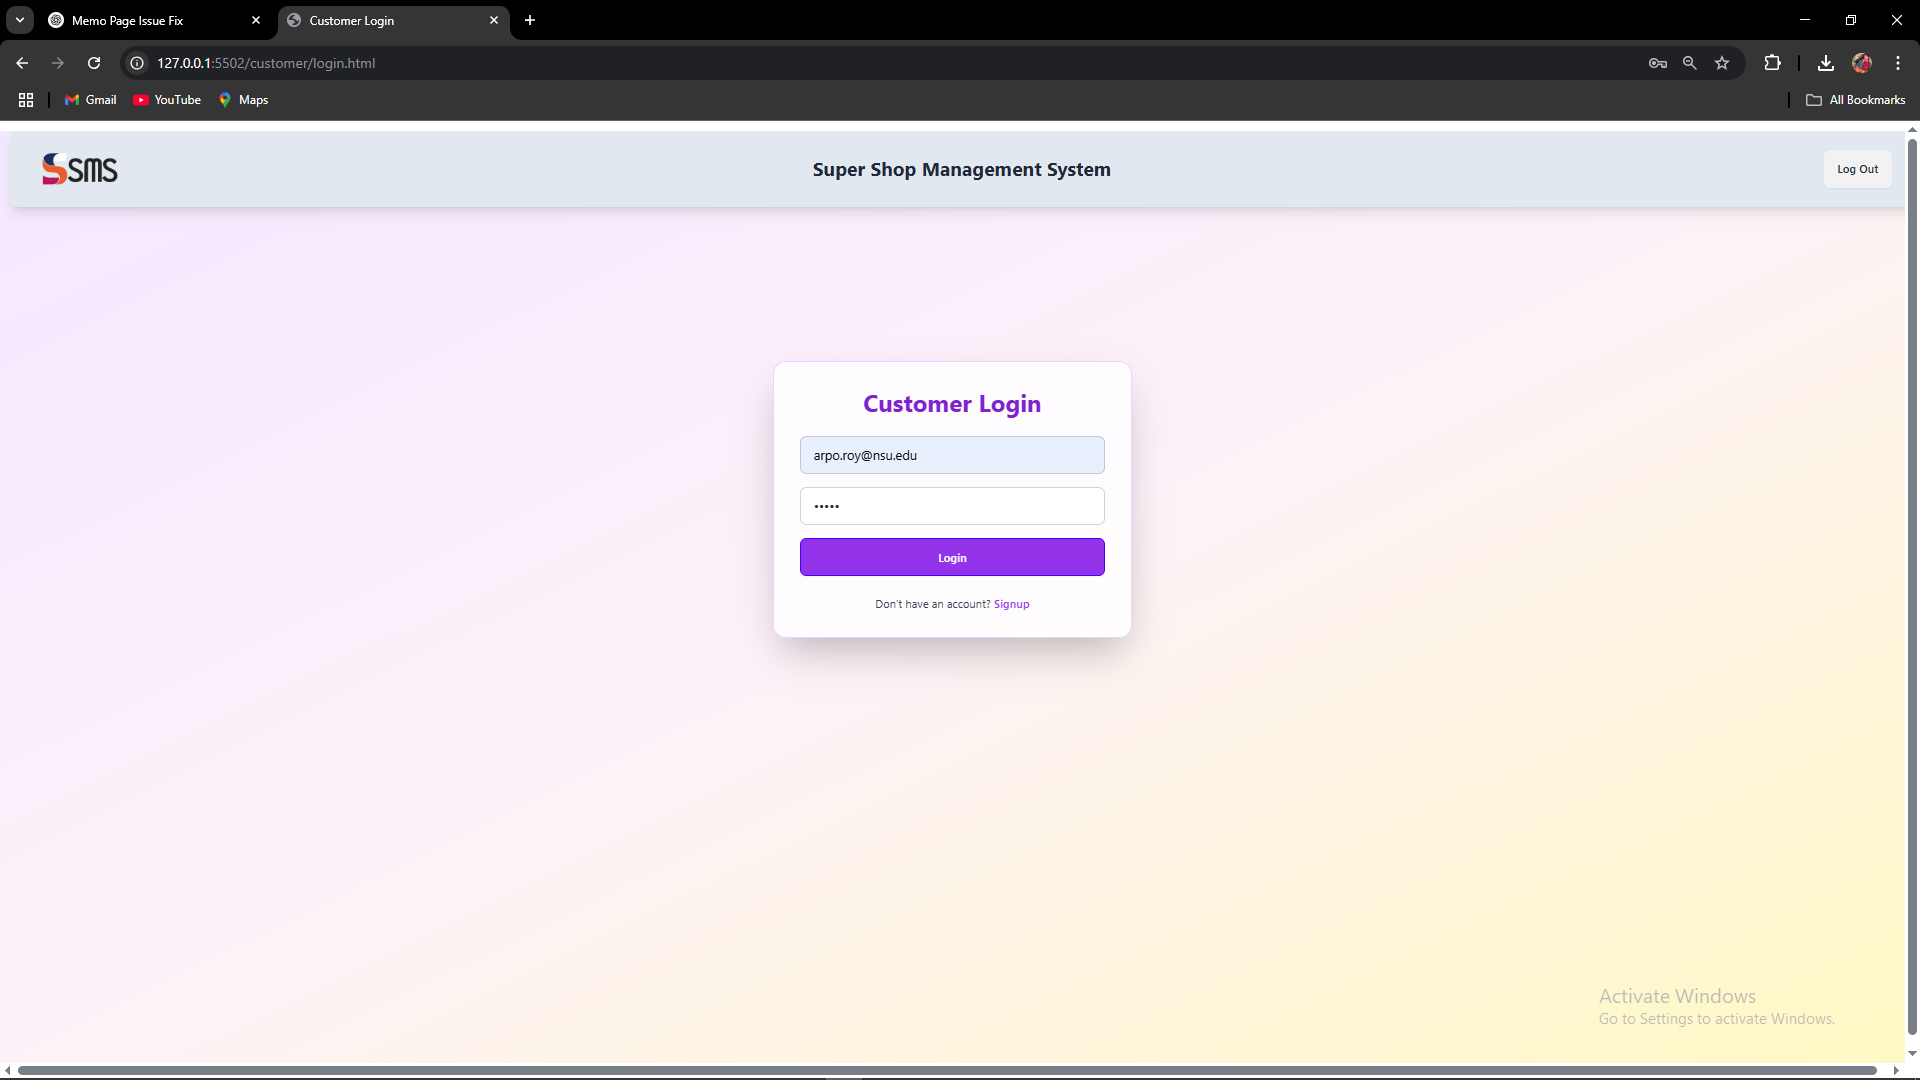 Memo Page Issue Fix
Customer Login
127.0.0.1:5502/customer/login.html
Gmail
YouTube
Maps
All Bookmarks
SSMS
Super Shop Management System
Log Out
Customer Login
arpo.roy@nsu.edu
•••••
Login
Don't have an account? Signup
Activate Windows
Go to Settings to activate Windows.